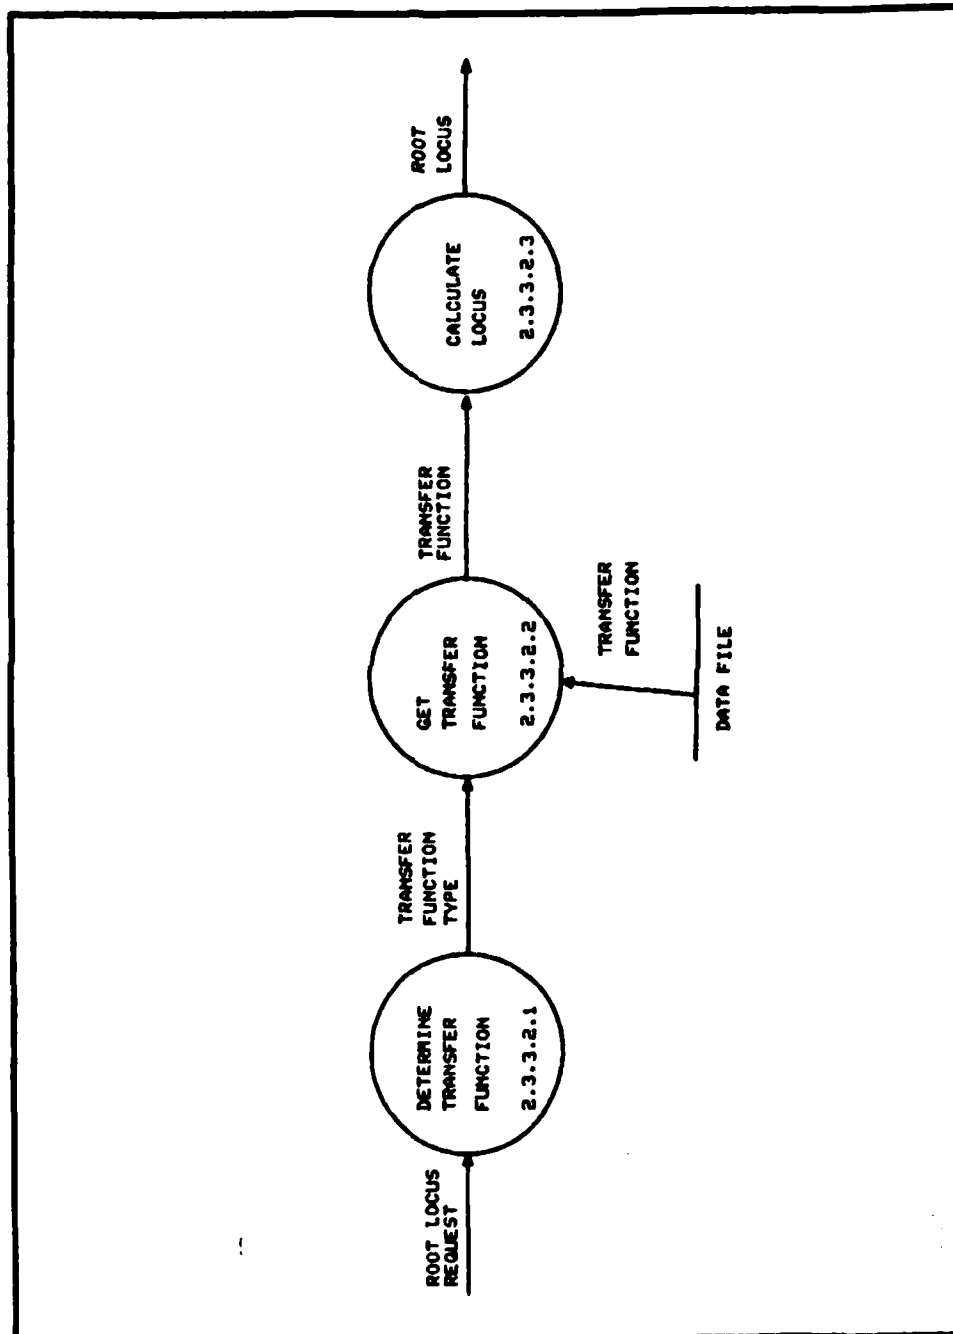 ROOT LOCUS
REQUEST
DETERMINE
TRANSFER
FUNCTION
2.3.3.2.1
TRANSFER
FUNCTION
TYPE
GET
TRANSFER
FUNCTION
2.3.3.2.2
TRANSFER
FUNCTION
DATA FILE
TRANSFER
FUNCTION
CALCULATE
LOCUS
2.3.3.2.3
ROOT
LOCUS